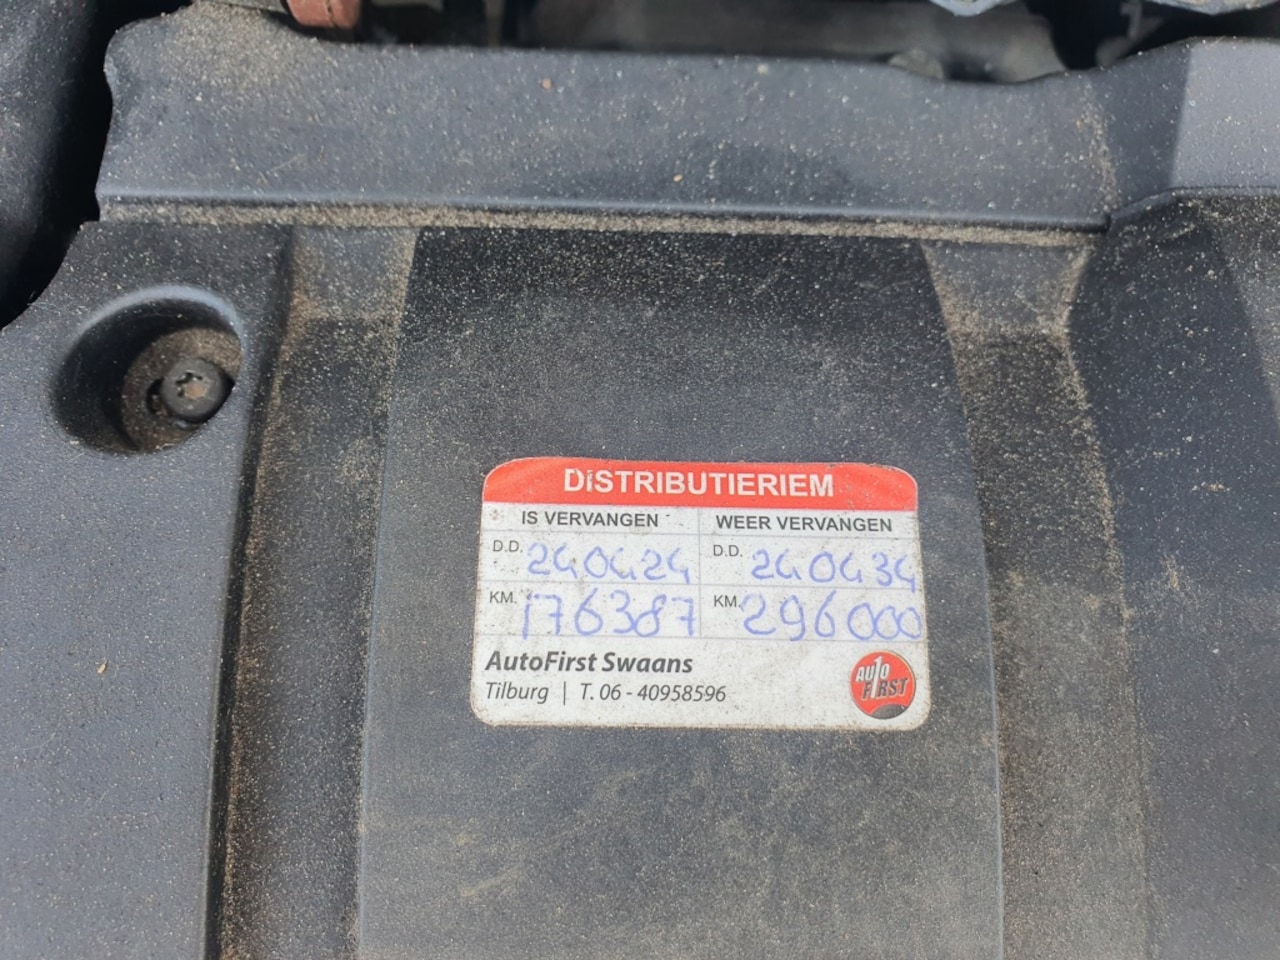 DISTRIBUTIERIEM
IS VERVANGEN WEER VERVANGEN
D.D. 240424 D.D. 240434
KM. 176387 KM. 296000
AutoFirst Swaans
Tilburg | T. 06 - 40958596
AUTO
FIRST